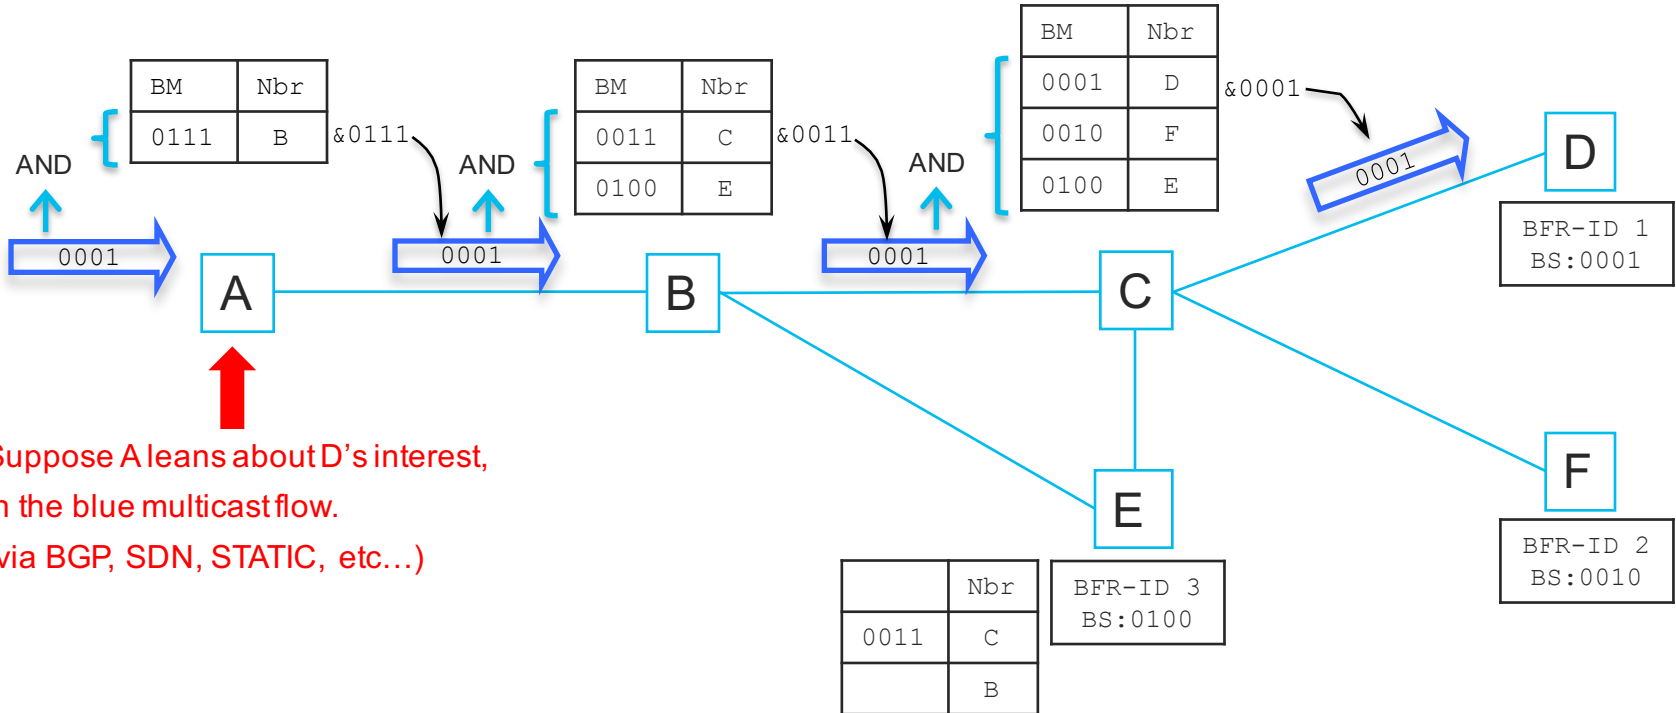 BM Nbr
0001 D
0010 F
0100 E
&0001
BM Nbr
0111 B
&0111
BM Nbr
0011 C
0100 E
&0011
AND
AND
AND
0001
0001
0001
0001
A
B
C
D
BFR-ID 1
BS:0001
Suppose A leans about D's interest,
n the blue multicast flow.
via BGP, SDN, STATIC, etc...)
E
BFR-ID 3
BS:0100
F
BFR-ID 2
BS:0010
Nbr
0011 C
B